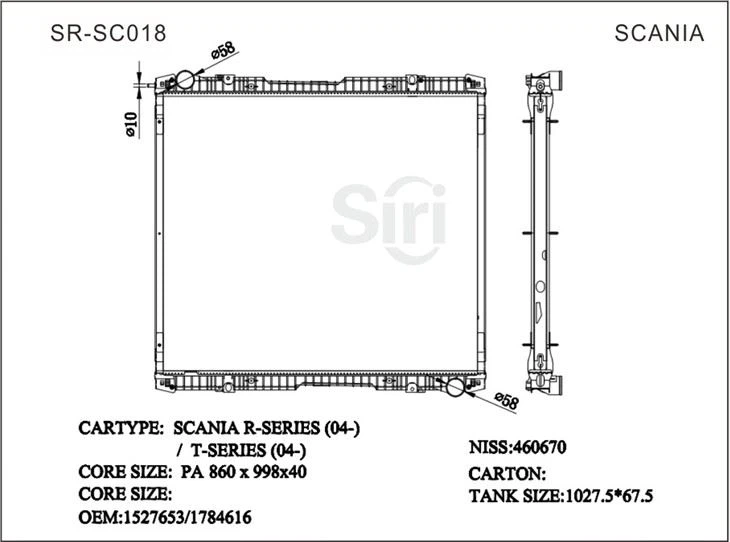 SR-SC018
SCANIA
ø58
ø10
Siri
ø58
CARTYPE: SCANIA R-SERIES (04-)
/ T-SERIES (04-)
CORE SIZE: PA 860 x 998x40
CORE SIZE:
OEM:1527653/1784616
NISS:460670
CARTON:
TANK SIZE:1027.5*67.5